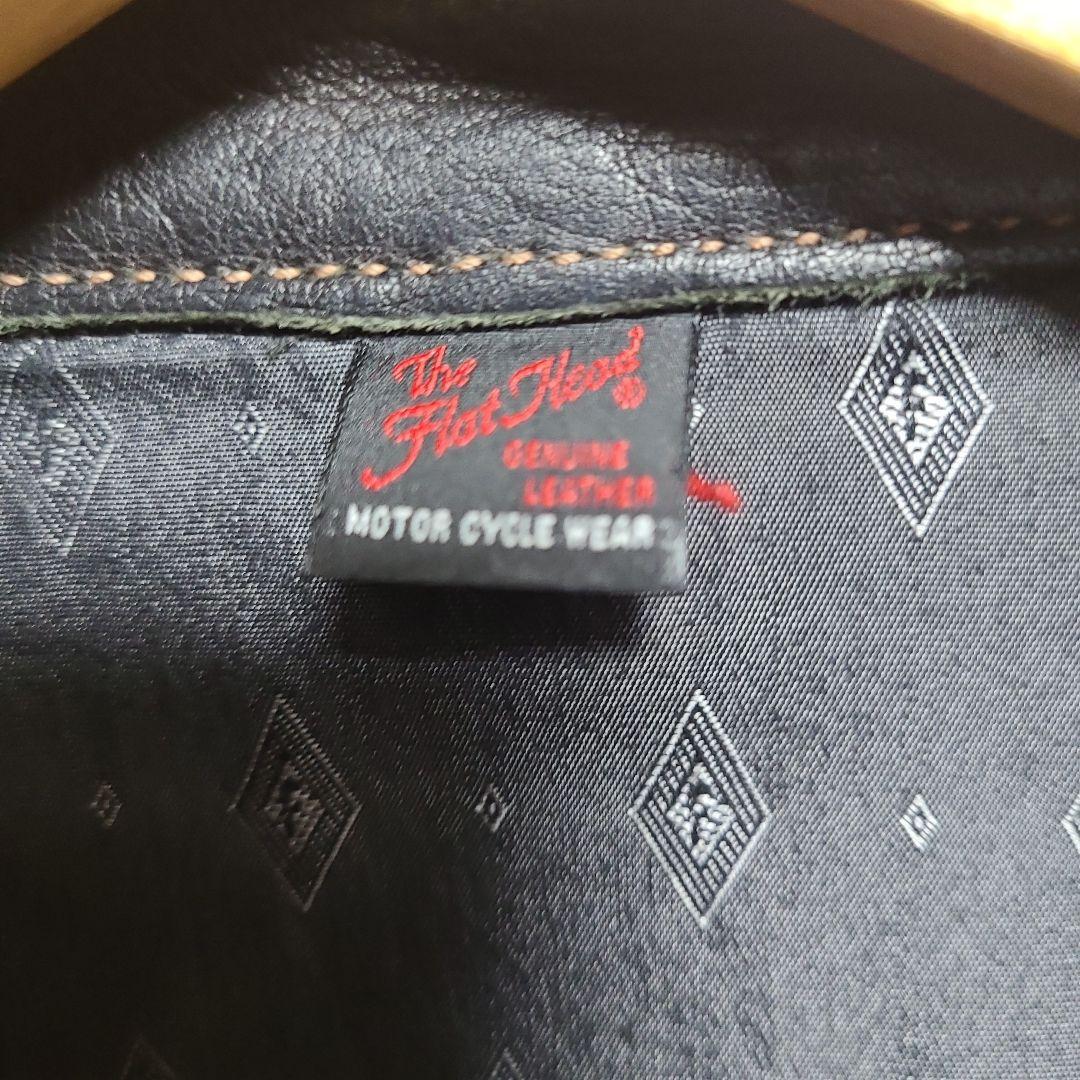 The
Flat Head
®
GENUINE
LEATHER
MOTOR CYCLE WEAR